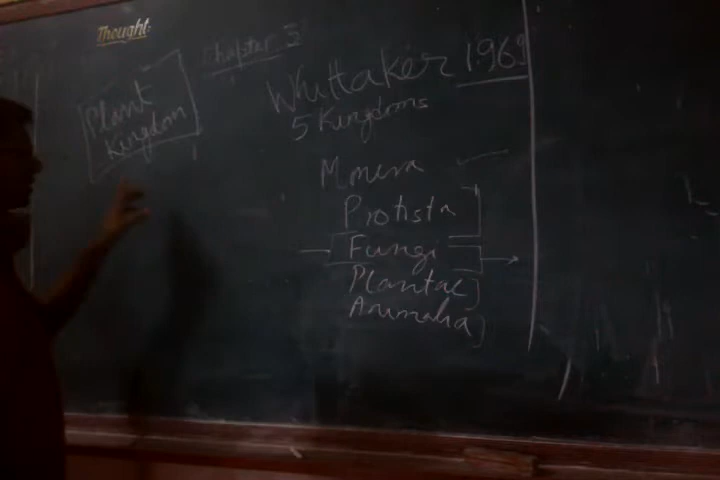 Thought:
Chapter 3
Plant
Kingdom
Whittaker 1969
5 Kingdoms
Monera
Protista
Fungi
Plantae
Animalia